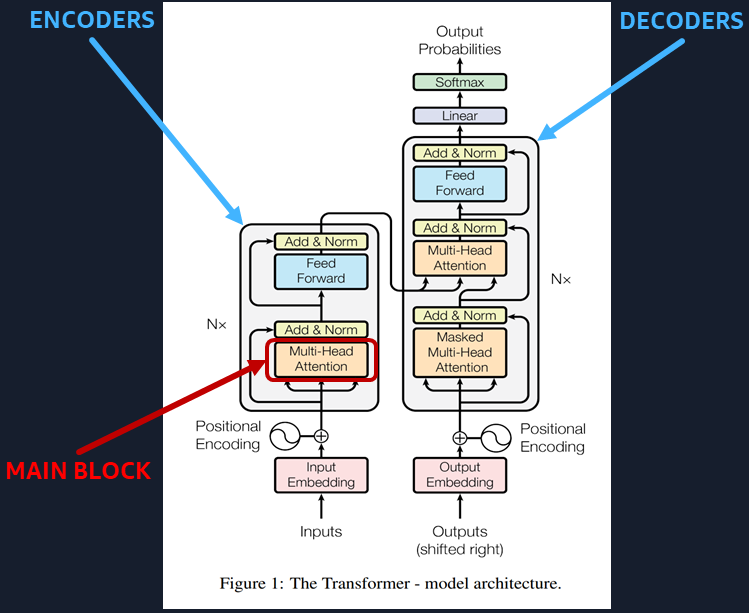 ENCODERS
DECODERS
Output
Probabilities
Softmax
Linear
Add & Norm
Feed
Forward
Add & Norm
Multi-Head
Attention
Add & Norm
Masked
Multi-Head
Attention
N×
Add & Norm
Feed
Forward
Add & Norm
Multi-Head
Attention
N×
MAIN BLOCK
Positional
Encoding
Positional
Encoding
Input
Embedding
Output
Embedding
Inputs
Outputs
(shifted right)
Figure 1: The Transformer - model architecture.